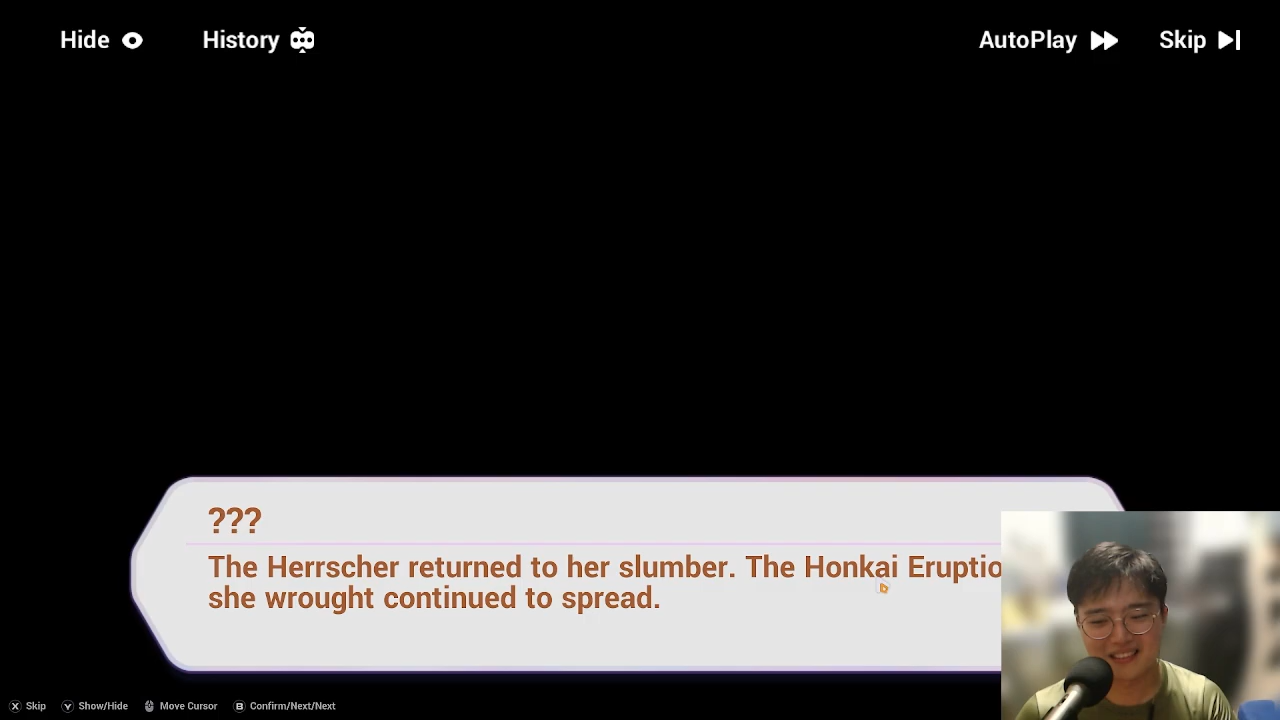 Hide
History
AutoPlay
Skip
???
The Herrscher returned to her slumber. The Honkai
she wrought continued to spread.
X Skip
Y Show/Hide
Move Cursor
B Confirm/Next/Next